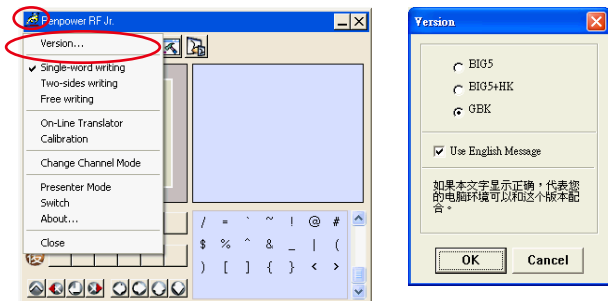 Penpower RF Jr.
Version...
Single-word writing
Two-sides writing
Free writing
On-Line Translator
Calibration
Change Channel Mode
Presenter Mode
Switch
About...
Close
/ = ` ~ ! @ #
$ % ^ & _ | (
) [ ] { } < >
Version
BIG5
BIG5+HK
GBK
Use English Message
如果本文字显示正确，代表您
的电脑环境可以和这个版本配
合。
OK
Cancel